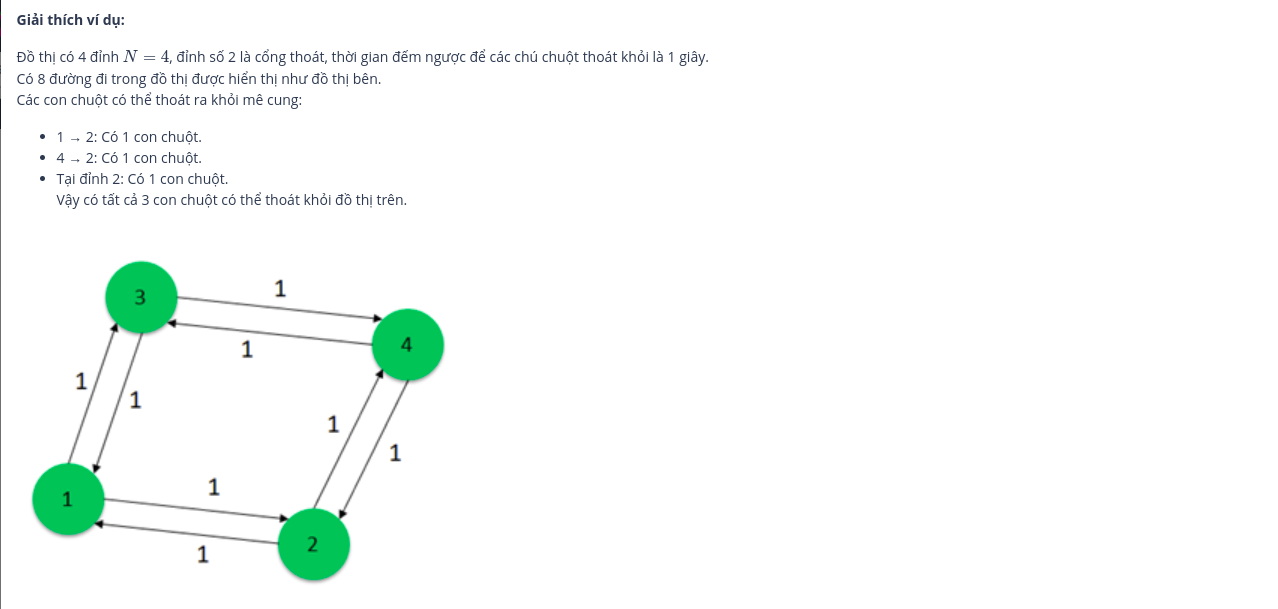 Giải thích ví dụ:
Đồ thị có 4 đỉnh N = 4, đỉnh số 2 là cổng thoát, thời gian đếm ngược để các chú chuột thoát khỏi là 1 giây.
Có 8 đường đi trong đồ thị được hiển thị như đồ thị bên.
Các con chuột có thể thoát ra khỏi mê cung:
• 1 → 2: Có 1 con chuột.
• 4 → 2: Có 1 con chuột.
• Tại đỉnh 2: Có 1 con chuột.
Vậy có tất cả 3 con chuột có thể thoát khỏi đồ thị trên.
1
3
4
1
1
1
1
1
1
1
2
1